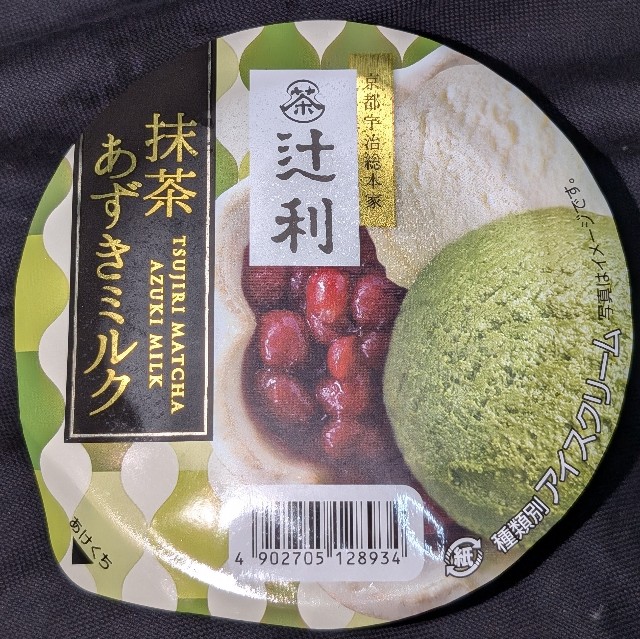 抹茶
あずきミルク
TSUJIRI MATCHA
AZUKI MILK
茶
辻利
京都宇治総本家
写真はイメージです。
種類別 アイスクリーム
紙
あけくち
4 902705 128934